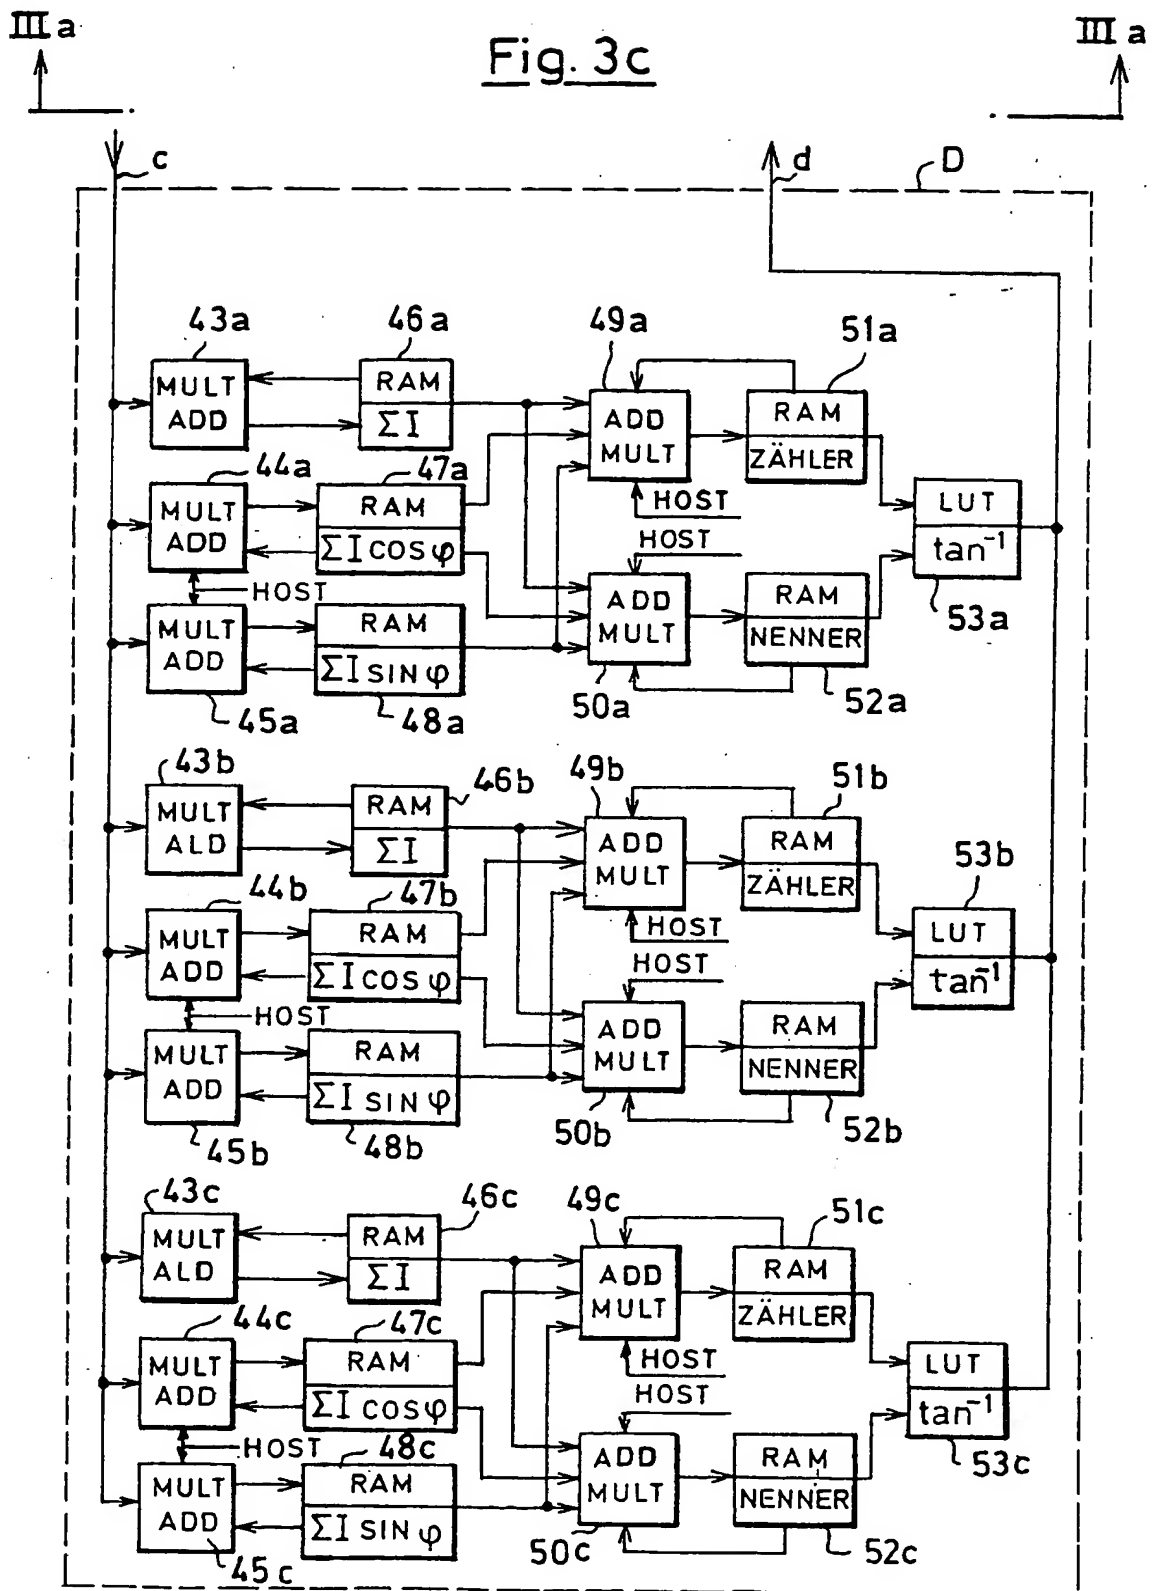 III a
III a
Fig. 3c
c
d
D
43a
46a
49a
51a
MULT
ADD
RAM
ΣI
ADD
MULT
RAM
ZÄHLER
44a
47a
MULT
ADD
RAM
ΣI COS φ
HOST
HOST
LUT
tan⁻¹
53a
HOST
MULT
ADD
RAM
ΣI SIN φ
ADD
MULT
RAM
NENNER
45a
48a
50a
52a
43b
46b
49b
51b
MULT
ALD
RAM
ΣI
ADD
MULT
RAM
ZÄHLER
53b
44b
47b
MULT
ADD
RAM
ΣI COS φ
HOST
HOST
LUT
tan⁻¹
HOST
MULT
ADD
RAM
ΣI SIN φ
ADD
MULT
RAM
NENNER
45b
48b
50b
52b
43c
46c
49c
51c
MULT
ALD
RAM
ΣI
ADD
MULT
RAM
ZÄHLER
44c
47c
MULT
ADD
RAM
ΣI COS φ
HOST
HOST
LUT
tan⁻¹
53c
HOST
48c
MULT
ADD
RAM
ΣI SIN φ
ADD
MULT
RAM
NENNER
45c
50c
52c